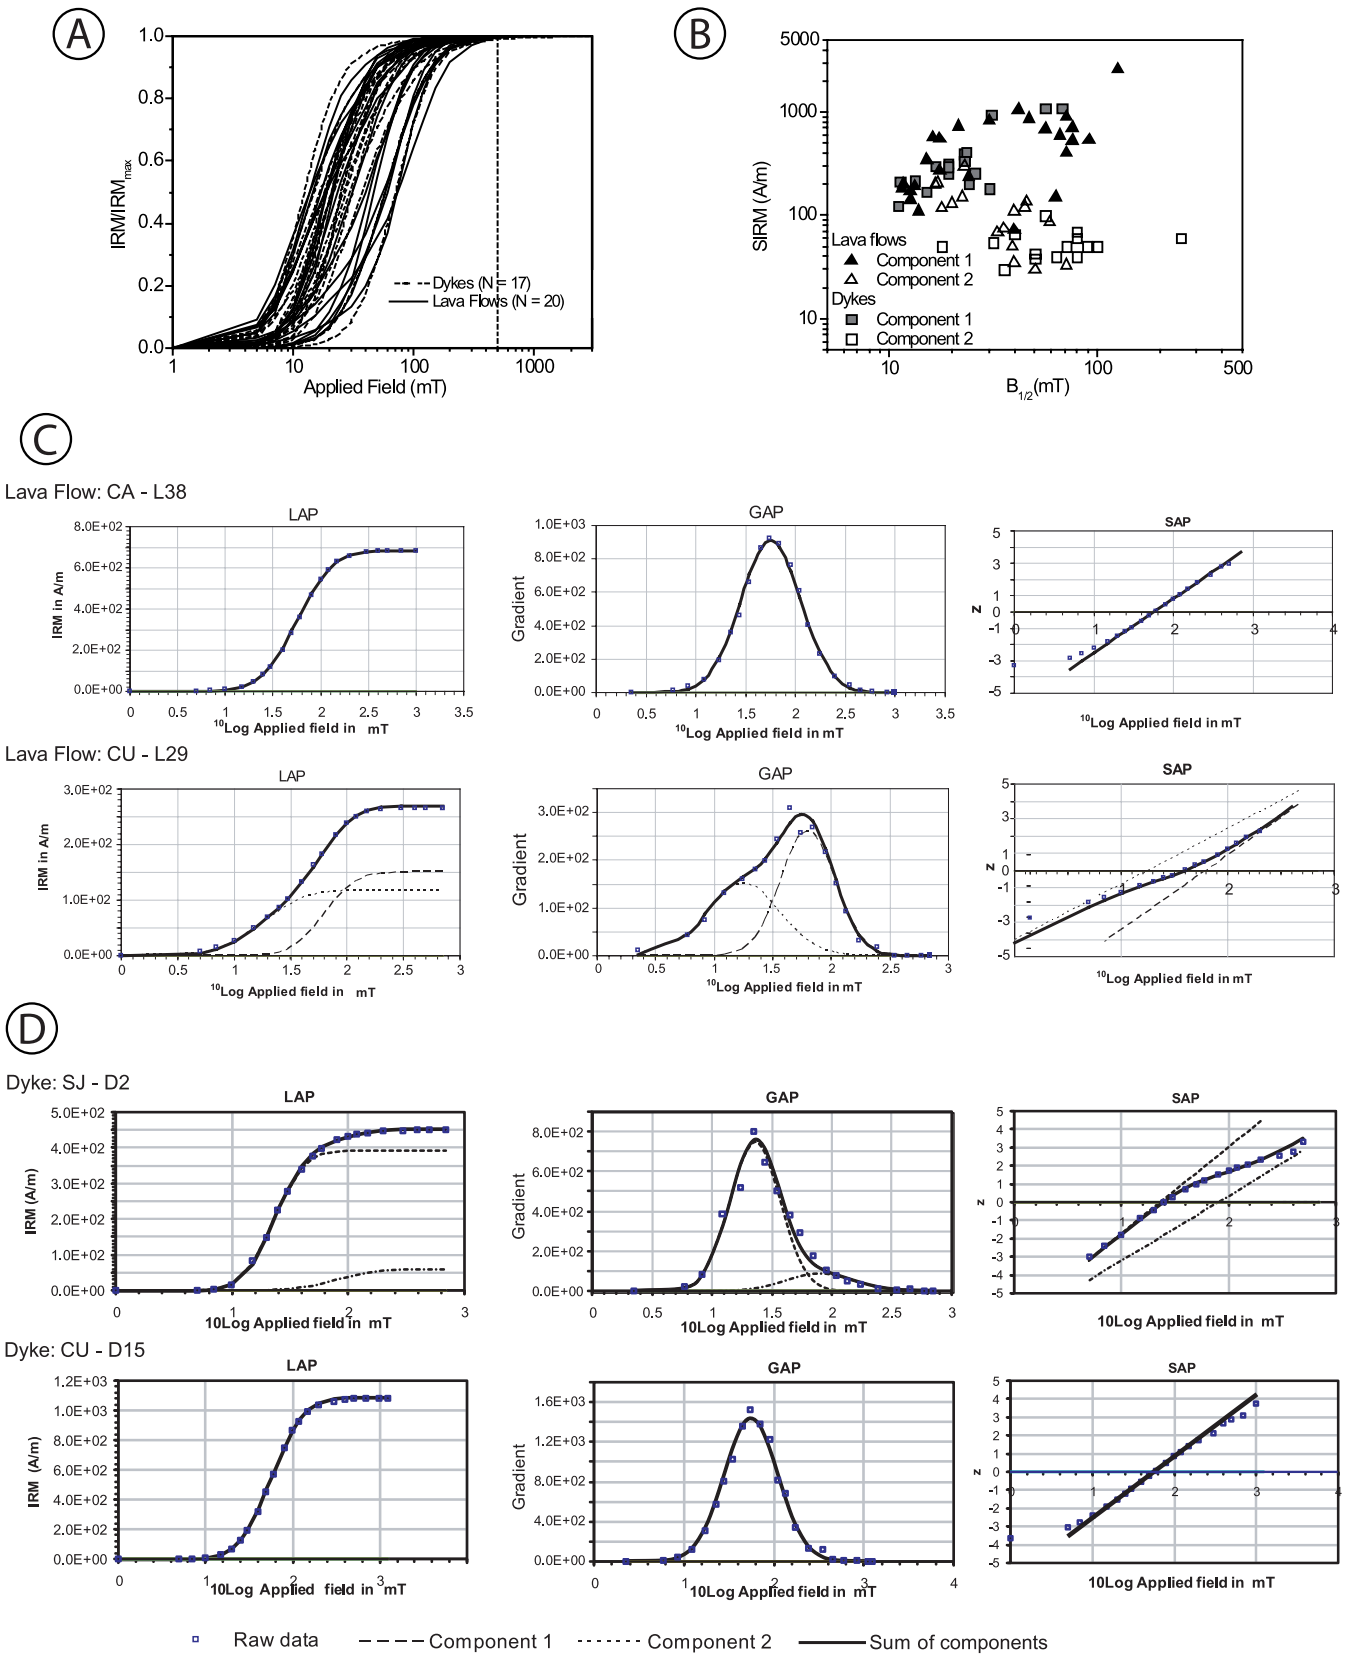 A
IRM/IRMmax
1.0
0.8
0.6
0.4
0.2
0.0
1
10
100
1000
Applied Field (mT)
Dykes (N = 17)
Lava Flows (N = 20)
B
SIRM (A/m)
5000
1000
100
10
10
100
500
B1/2(mT)
Lava flows
Component 1
Component 2
Dykes
Component 1
Component 2
C
Lava Flow: CA - L38
LAP
IRM in A/m
8.0E+02
6.0E+02
4.0E+02
2.0E+02
0.0E+00
0 0.5 1 1.5 2 2.5 3 3.5
10Log Applied field in mT
GAP
Gradient
1.0E+03
8.0E+02
6.0E+02
4.0E+02
2.0E+02
0.0E+00
0 0.5 1 1.5 2 2.5 3 3.5
10Log Applied field in mT
SAP
z
5
3
1
0
-1
-3
-5
0 1 2 3 4
10Log Applied field in mT
Lava Flow: CU - L29
LAP
IRM in A/m
3.0E+02
2.0E+02
1.0E+02
0.0E+00
0 0.5 1 1.5 2 2.5 3
10Log Applied field in mT
GAP
Gradient
3.0E+02
2.0E+02
1.0E+02
0.0E+00
0 0.5 1 1.5 2 2.5 3
10Log Applied field in mT
SAP
z
5
3
1
0
-1
-3
-5
1 2 3
10Log Applied field in mT
D
Dyke: SJ - D2
LAP
IRM (A/m)
5.0E+02
4.0E+02
3.0E+02
2.0E+02
1.0E+02
0.0E+00
0 1 2 3
10Log Applied field in mT
GAP
Gradient
8.0E+02
6.0E+02
4.0E+02
2.0E+02
0.0E+00
0 0.5 1 1.5 2 2.5 3
10Log Applied field in mT
SAP
z
5
4
3
2
1
0
-1
-2
-3
-4
-5
0 1 2 3
10Log Applied field in mT
Dyke: CU - D15
LAP
IRM (A/m)
1.2E+03
1.0E+03
8.0E+02
6.0E+02
4.0E+02
2.0E+02
0.0E+00
0 1 2 3
10Log Applied field in mT
GAP
Gradient
1.6E+03
1.2E+03
8.0E+02
4.0E+02
0.0E+00
0 1 2 3 4
10Log Applied field in mT
SAP
z
5
4
3
2
1
0
-1
-2
-3
-4
-5
0 1 2 3 4
10Log Applied field in mT
Raw data
Component 1
Component 2
Sum of components